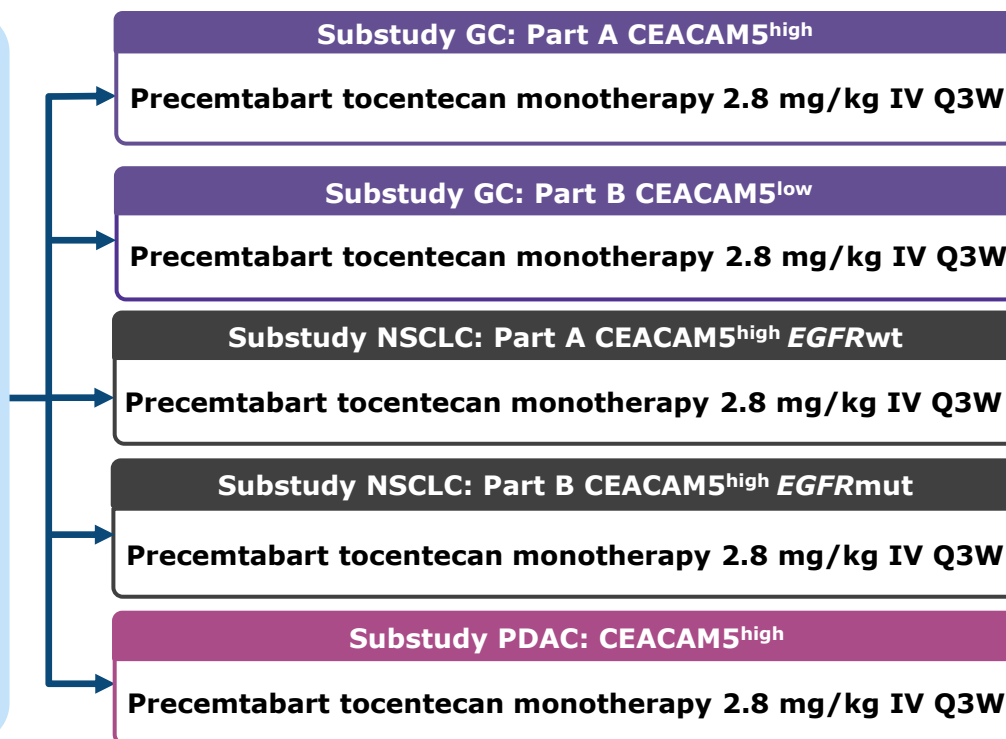 Substudy GC: Part A CEACAM5high
Precemtabart tocentecan monotherapy 2.8 mg/kg IV Q3W
Substudy GC: Part B CEACAM5low
Precemtabart tocentecan monotherapy 2.8 mg/kg IV Q3W
Substudy NSCLC: Part A CEACAM5high EGFRwt
Precemtabart tocentecan monotherapy 2.8 mg/kg IV Q3W
Substudy NSCLC: Part B CEACAM5high EGFRmut
Precemtabart tocentecan monotherapy 2.8 mg/kg IV Q3W
Substudy PDAC: CEACAM5high
Precemtabart tocentecan monotherapy 2.8 mg/kg IV Q3W